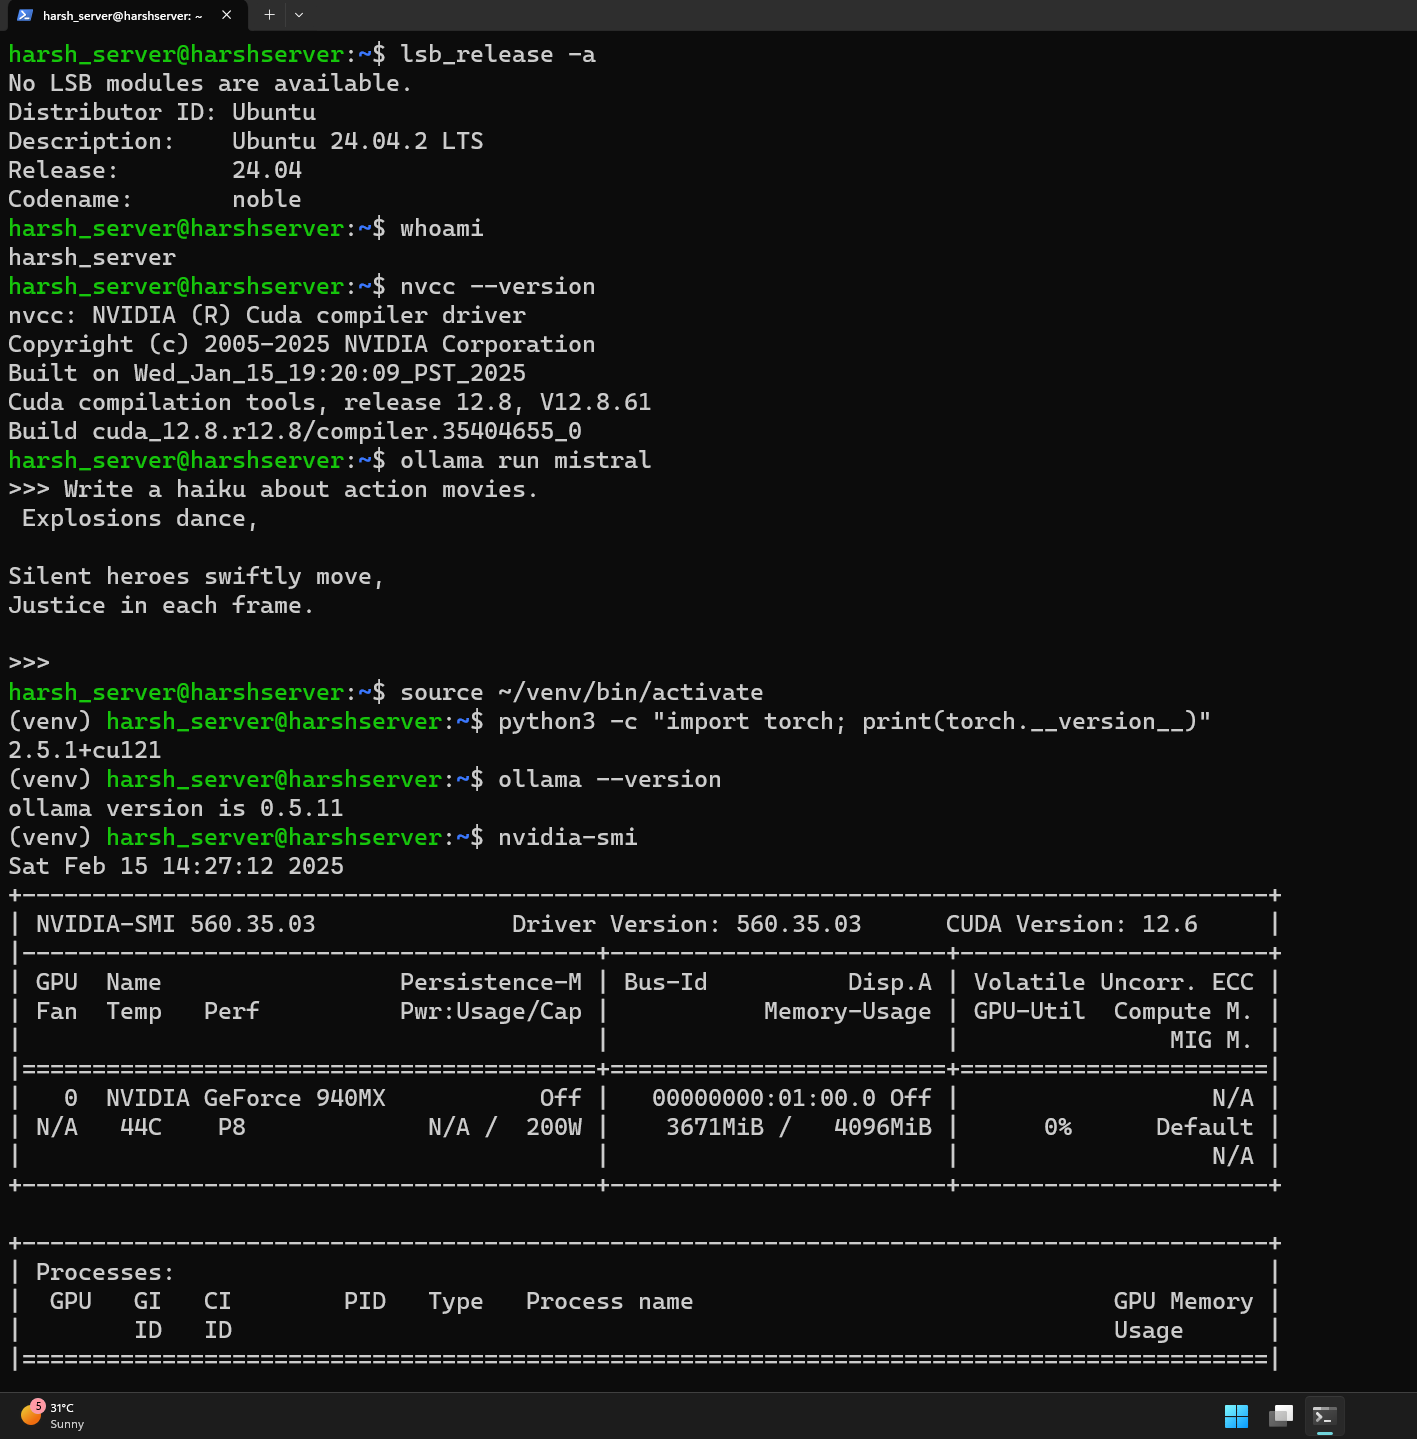 harsh_server@harshserver: ~
harsh_server@harshserver:~$ lsb_release -a
No LSB modules are available.
Distributor ID: Ubuntu
Description:    Ubuntu 24.04.2 LTS
Release:        24.04
Codename:       noble
harsh_server@harshserver:~$ whoami
harsh_server
harsh_server@harshserver:~$ nvcc --version
nvcc: NVIDIA (R) Cuda compiler driver
Copyright (c) 2005-2025 NVIDIA Corporation
Built on Wed_Jan_15_19:20:09_PST_2025
Cuda compilation tools, release 12.8, V12.8.61
Build cuda_12.8.r12.8/compiler.35404655_0
harsh_server@harshserver:~$ ollama run mistral
>>> Write a haiku about action movies.
 Explosions dance,
Silent heroes swiftly move,
Justice in each frame.
>>>
harsh_server@harshserver:~$ source ~/venv/bin/activate
(venv) harsh_server@harshserver:~$ python3 -c "import torch; print(torch.__version__)"
2.5.1+cu121
(venv) harsh_server@harshserver:~$ ollama --version
ollama version is 0.5.11
(venv) harsh_server@harshserver:~$ nvidia-smi
Sat Feb 15 14:27:12 2025
+-----------------------------------------------------------------------------------------+
| NVIDIA-SMI 560.35.03              Driver Version: 560.35.03      CUDA Version: 12.6     |
|-----------------------------------------+------------------------+----------------------+
| GPU  Name                 Persistence-M | Bus-Id          Disp.A | Volatile Uncorr. ECC |
| Fan  Temp   Perf          Pwr:Usage/Cap |           Memory-Usage | GPU-Util  Compute M. |
|                                         |                        |               MIG M. |
|=========================================+========================+======================|
|   0  NVIDIA GeForce 940MX           Off |   00000000:01:00.0 Off |                  N/A |
| N/A   44C    P8             N/A /  200W |    3671MiB /   4096MiB |      0%      Default |
|                                         |                        |                  N/A |
+-----------------------------------------+------------------------+----------------------+
+-----------------------------------------------------------------------------------------+
| Processes:                                                                              |
|  GPU   GI   CI        PID   Type   Process name                              GPU Memory |
|        ID   ID                                                               Usage      |
|=========================================================================================|
5
31°C
Sunny